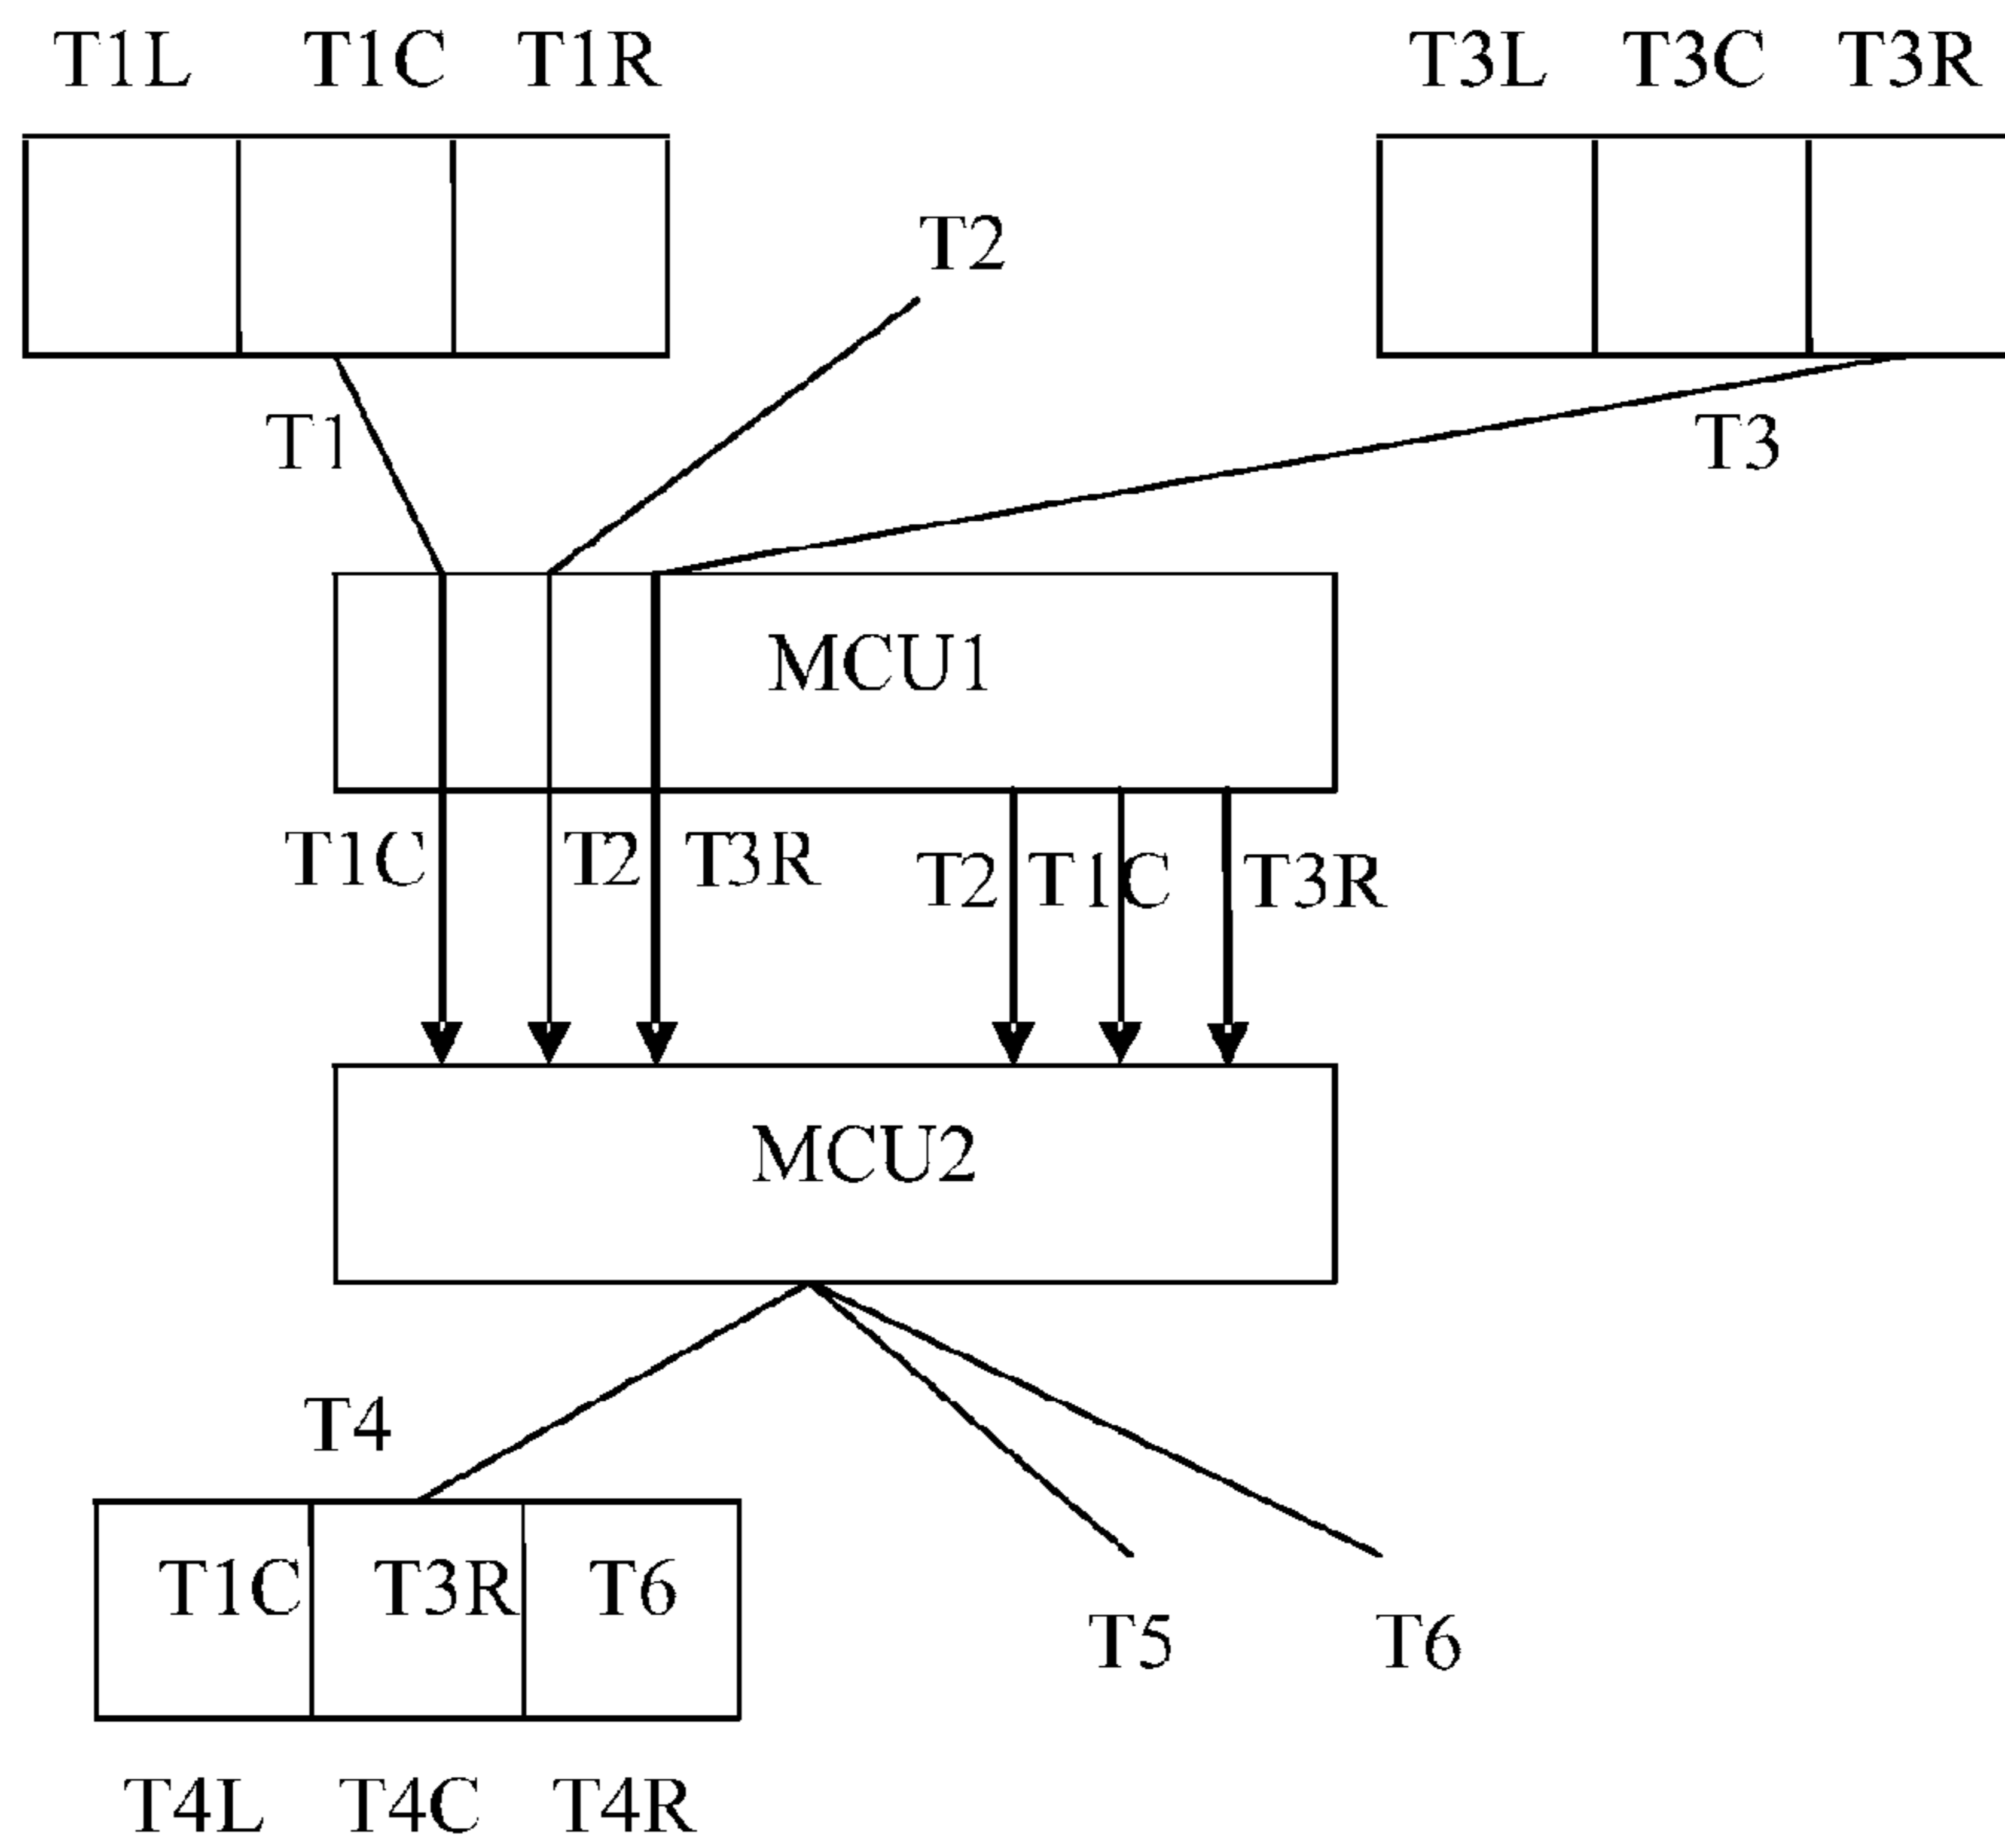 T1L T1C T1R T3L T3C T3R
T2
T1 T3
MCU1
T1C T2 T3R T2 T1C T3R
MCU2
T4
T1C T3R T6
T5 T6
T4L T4C T4R